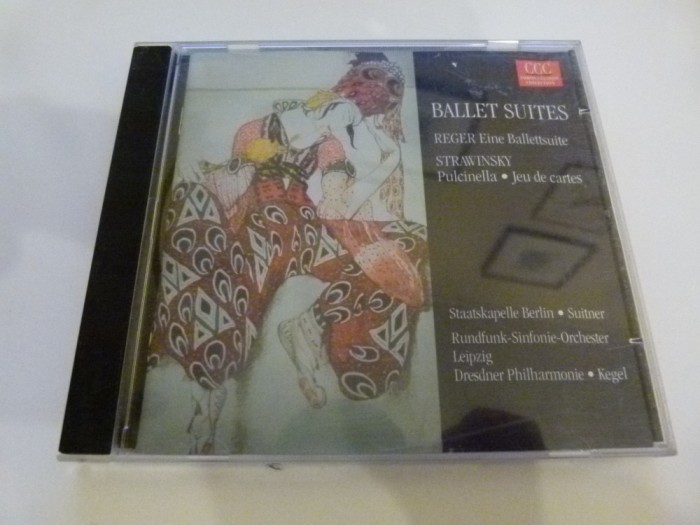 CCC
BALLET SUITES
REGER Eine Ballettsuite
STRAWINSKY
Pulcinella • Jeu de cartes
Staatskapelle Berlin • Suitner
Rundfunk-Sinfonie-Orchester
Leipzig
Dresdner Philharmonie • Kegel